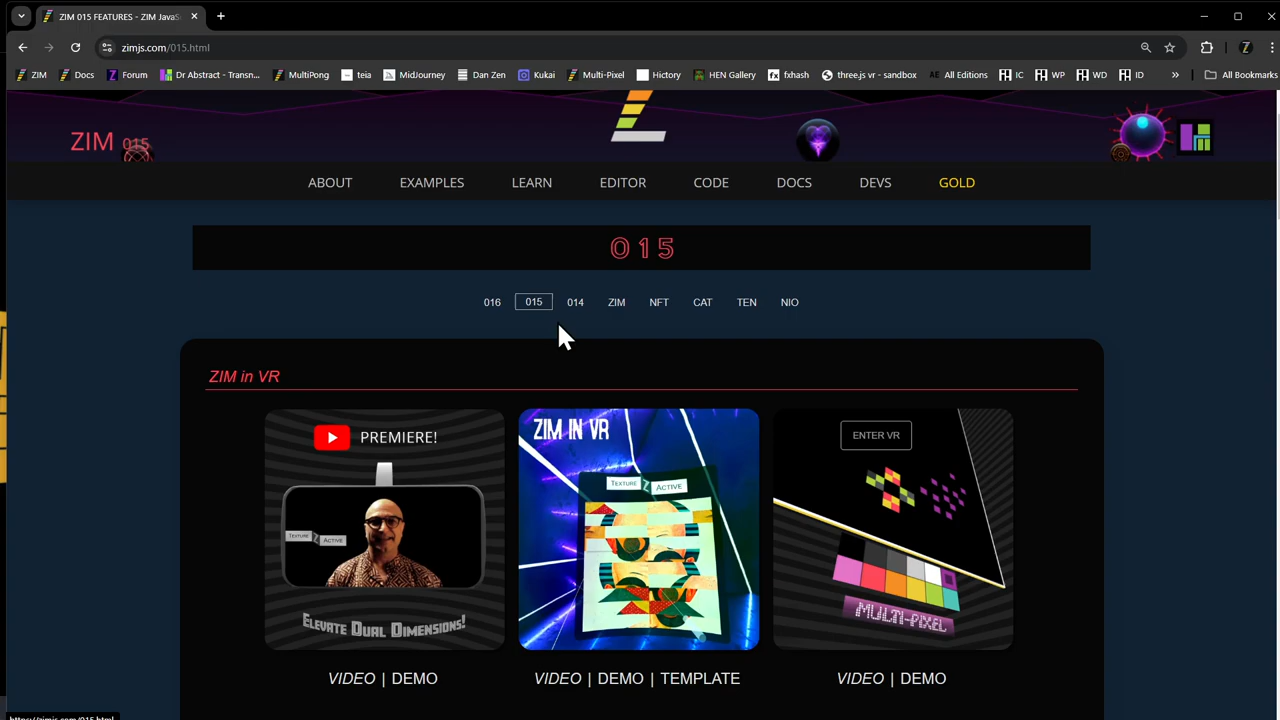 ZIM 015 FEATURES - ZIM JavaS
zimjs.com/015.html
ZIM Docs Forum Dr Abstract - Transn... MultiPong teia MidJourney Dan Zen Kukai Multi-Pixel Hictory HEN Gallery fxhash three.js vr - sandbox All Editions IC WP WD ID » All Bookmarks
ZIM 015
ABOUT EXAMPLES LEARN EDITOR CODE DOCS DEVS GOLD
015
016 015 014 ZIM NFT CAT TEN NIO
ZIM in VR
PREMIERE!
TEXTURE ACTIVE
ELEVATE DUAL DIMENSIONS!
ZIM IN VR
TEXTURE ACTIVE
ENTER VR
MULTI-PIXEL
VIDEO | DEMO
VIDEO | DEMO | TEMPLATE
VIDEO | DEMO